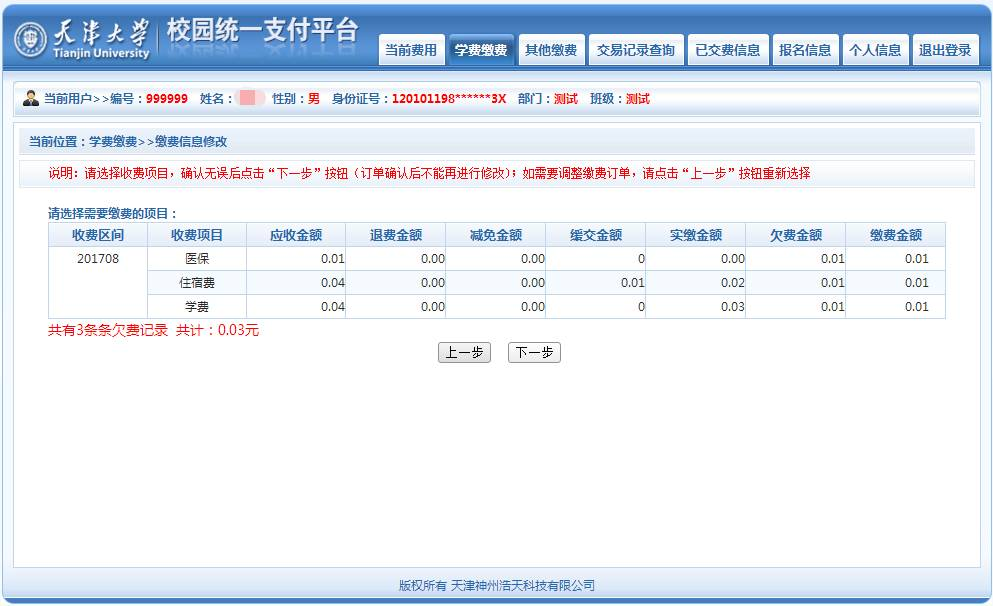 天津大学
Tianjin University
校园统一支付平台
当前费用 学费缴费 其他缴费 交易记录查询 已交费信息 报名信息 个人信息 退出登录
当前用户>>编号：999999 姓名： 性别：男 身份证号：120101198******3X 部门：测试 班级：测试
当前位置：学费缴费>>缴费信息修改
说明：请选择收费项目，确认无误后点击“下一步”按钮（订单确认后不能再进行修改）；如需要调整缴费订单，请点击“上一步”按钮重新选择
请选择需要缴费的项目：
收费区间 收费项目 应收金额 退费金额 减免金额 缓交金额 实缴金额 欠费金额 缴费金额
201708 医保 0.01 0.00 0.00 0 0.00 0.01 0.01
住宿费 0.04 0.00 0.00 0.01 0.02 0.01 0.01
学费 0.04 0.00 0.00 0 0.03 0.01 0.01
共有3条条欠费记录 共计：0.03元
上一步 下一步
版权所有 天津神州浩天科技有限公司